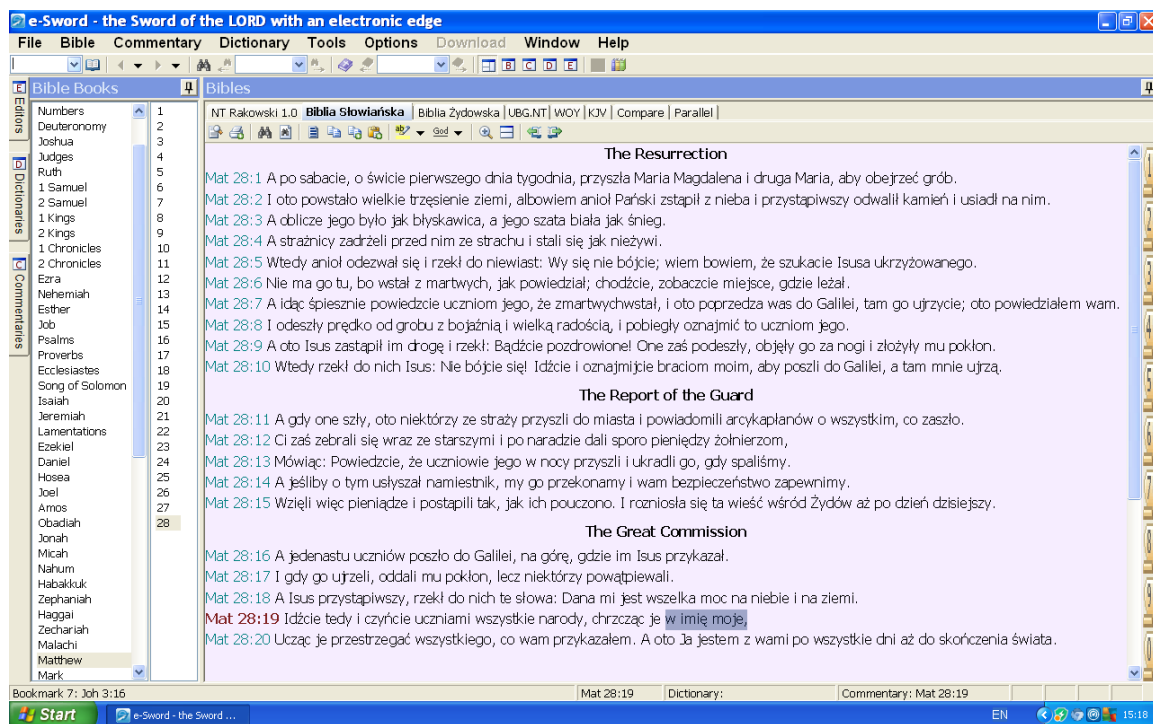 e-Sword - the Sword of the LORD with an electronic edge
File Bible Commentary Dictionary Tools Options Download Window Help
Bible Books
Bibles
NT Rakowski 1.0 Biblia Słowiańska Biblia Żydowska UBG.NT WOY KJV Compare Parallel
Editors
Dictionaries
Commentaries
Numbers
Deuteronomy
Joshua
Judges
Ruth
1 Samuel
2 Samuel
1 Kings
2 Kings
1 Chronicles
2 Chronicles
Ezra
Nehemiah
Esther
Job
Psalms
Proverbs
Ecclesiastes
Song of Solomon
Isaiah
Jeremiah
Lamentations
Ezekiel
Daniel
Hosea
Joel
Amos
Obadiah
Jonah
Micah
Nahum
Habakkuk
Zephaniah
Haggai
Zechariah
Malachi
Matthew
Mark
1
2
3
4
5
6
7
8
9
10
11
12
13
14
15
16
17
18
19
20
21
22
23
24
25
26
27
28
The Resurrection
Mat 28:1 A po sabacie, o świcie pierwszego dnia tygodnia, przyszła Maria Magdalena i druga Maria, aby obejrzeć grób.
Mat 28:2 I oto powstało wielkie trzęsienie ziemi, albowiem anioł Pański zstąpił z nieba i przystąpiwszy odwalił kamień i usiadł na nim.
Mat 28:3 A oblicze jego było jak błyskawica, a jego szata biała jak śnieg.
Mat 28:4 A strażnicy zadrżeli przed nim ze strachu i stali się jak nieżywi.
Mat 28:5 Wtedy anioł odezwał się i rzekł do niewiast: Wy się nie bójcie; wiem bowiem, że szukacie Isusa ukrzyżowanego.
Mat 28:6 Nie ma go tu, bo wstał z martwych, jak powiedział; chodźcie, zobaczcie miejsce, gdzie leżał.
Mat 28:7 A idąc śpiesznie powiedzcie uczniom jego, że zmartwychwstał, i oto poprzedza was do Galilei, tam go ujrzycie; oto powiedziałem wam.
Mat 28:8 I odeszły prędko od grobu z bojaźnią i wielką radością, i pobiegły oznajmić to uczniom jego.
Mat 28:9 A oto Isus zastąpił im drogę i rzekł: Bądźcie pozdrowione! One zaś podeszły, objęły go za nogi i złożyły mu pokłon.
Mat 28:10 Wtedy rzekł do nich Isus: Nie bójcie się! Idźcie i oznajmijcie braciom moim, aby poszli do Galilei, a tam mnie ujrzą.
The Report of the Guard
Mat 28:11 A gdy one szły, oto niektórzy ze straży przyszli do miasta i powiadomili arcykapłanów o wszystkim, co zaszło.
Mat 28:12 Ci zaś zebrali się wraz ze starszymi i po naradzie dali sporo pieniędzy żołnierzom,
Mat 28:13 Mówiąc: Powiedzcie, że uczniowie jego w nocy przyszli i ukradli go, gdy spaliśmy.
Mat 28:14 A jeśliby o tym usłyszał namiestnik, my go przekonamy i wam bezpieczeństwo zapewnimy.
Mat 28:15 Wzięli więc pieniądze i postąpili tak, jak ich pouczono. I rozniosła się ta wieść wśród Żydów aż po dzień dzisiejszy.
The Great Commission
Mat 28:16 A jedenastu uczniów poszło do Galilei, na górę, gdzie im Isus przykazał.
Mat 28:17 I gdy go ujrzeli, oddali mu pokłon, lecz niektórzy powątpiewali.
Mat 28:18 A Isus przystąpiwszy, rzekł do nich te słowa: Dana mi jest wszelka moc na niebie i na ziemi.
Mat 28:19 Idźcie tedy i czyńcie uczniami wszystkie narody, chrzcząc je w imię moje,
Mat 28:20 Ucząc je przestrzegać wszystkiego, co wam przykazałem. A oto Ja jestem z wami po wszystkie dni aż do skończenia świata.
1
2
3
4
5
6
7
8
9
0
Bookmark 7: Joh 3:16 Mat 28:19 Dictionary: Commentary: Mat 28:19
Start e-Sword - the Sword ... EN 15:18